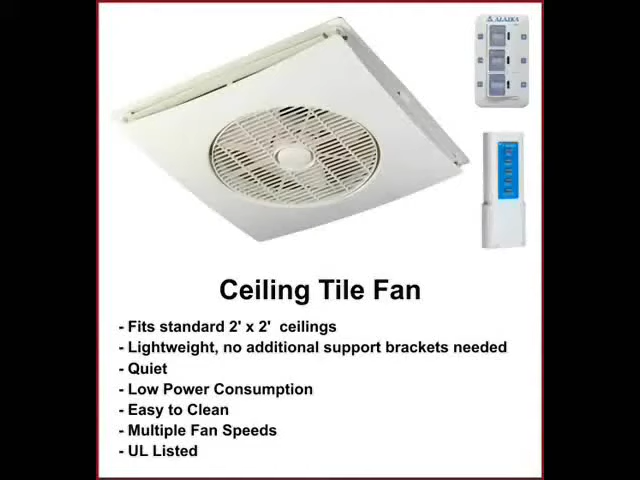 ALASKA
Ceiling Tile Fan
- Fits standard 2' x 2' ceilings
- Lightweight, no additional support brackets needed
- Quiet
- Low Power Consumption
- Easy to Clean
- Multiple Fan Speeds
- UL Listed